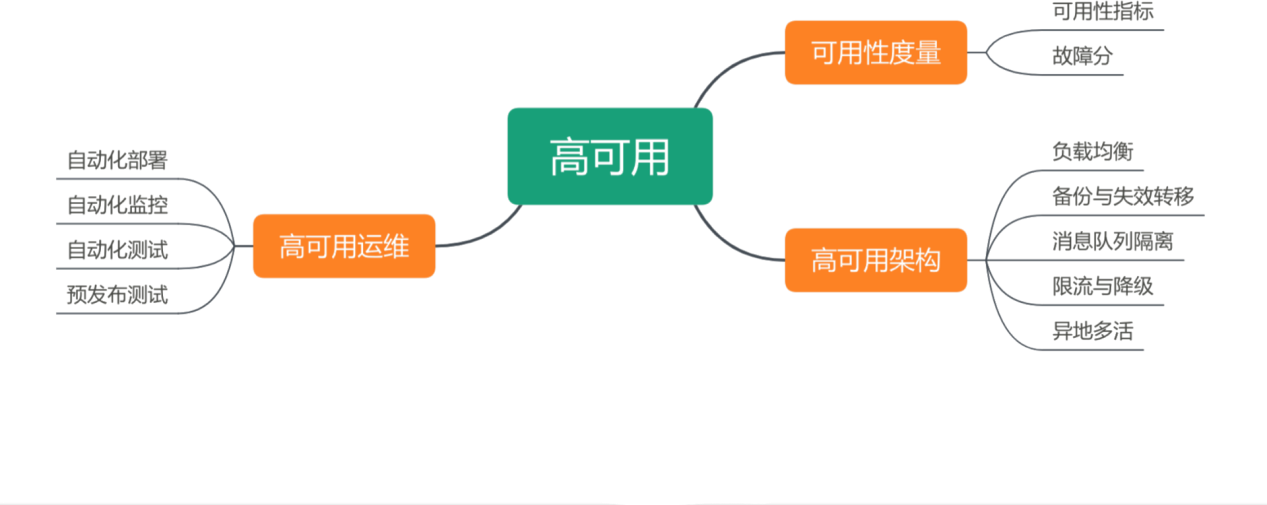 高可用
可用性度量
可用性指标
故障分
高可用架构
负载均衡
备份与失效转移
消息队列隔离
限流与降级
异地多活
高可用运维
自动化部署
自动化监控
自动化测试
预发布测试